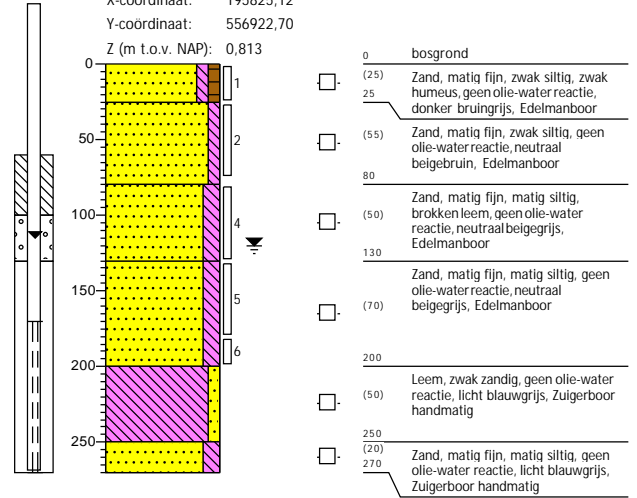 Y-coördinaat: 556922,70
Z (m t.o.v. NAP): 0,813
0
50
100
150
200
250
1
2
4
5
6
0 bosgrond
(25) Zand, matig fijn, zwak siltig, zwak
25 humeus, geen olie-water reactie,
donker bruingrijs, Edelmanboor
(55) Zand, matig fijn, zwak siltig, geen
olie-water reactie, neutraal
beigebruin, Edelmanboor
80
Zand, matig fijn, matig siltig,
brokken leem, geen olie-water
(50) reactie, neutraal beigegrijs,
Edelmanboor
130
Zand, matig fijn, matig siltig, geen
olie-water reactie, neutraal
(70) beigegrijs, Edelmanboor
200
Leem, zwak zandig, geen olie-water
(50) reactie, licht blauwgrijs, Zuigerboor
handmatig
250
(20) Zand, matig fijn, matig siltig, geen
270 olie-water reactie, licht blauwgrijs,
Zuigerboor handmatig